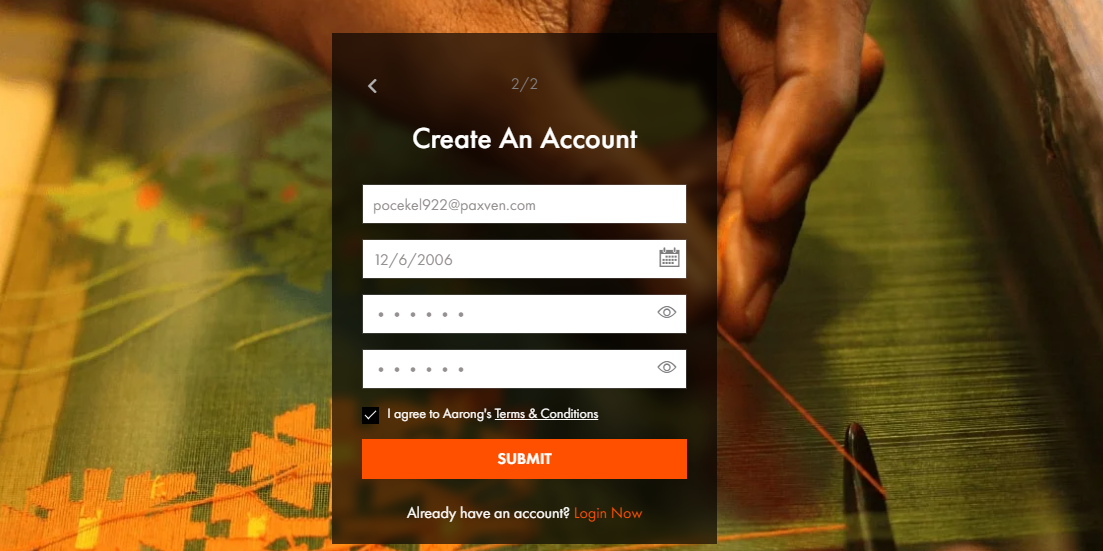 2/2
Create An Account
pocekel922@paxven.com
12/6/2006
I agree to Aarong's Terms & Conditions
SUBMIT
Already have an account? Login Now